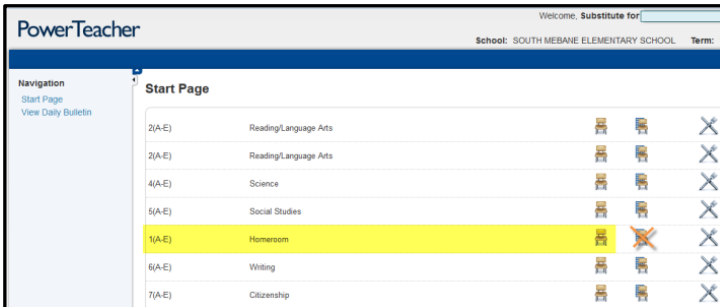 Welcome, Substitute for
PowerTeacher
School: SOUTH MEBANE ELEMENTARY SCHOOL Term:
Navigation
Start Page
View Daily Bulletin
Start Page
2(A-E) Reading/Language Arts
2(A-E) Reading/Language Arts
4(A-E) Science
5(A-E) Social Studies
1(A-E) Homeroom
6(A-E) Writing
7(A-E) Citizenship